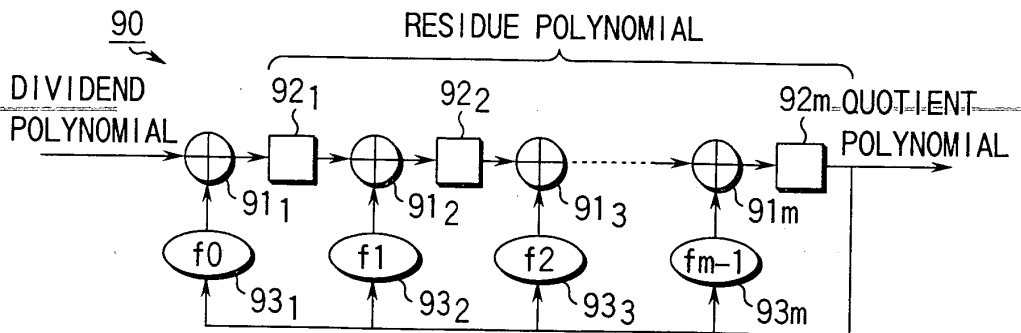 90
RESIDUE POLYNOMIAL
DIVIDEND
POLYNOMIAL
92₁
92₂
92m QUOTIENT
POLYNOMIAL
91₁
91₂
91₃
91m
f0
f1
f2
fm-1
93₁
93₂
93₃
93m